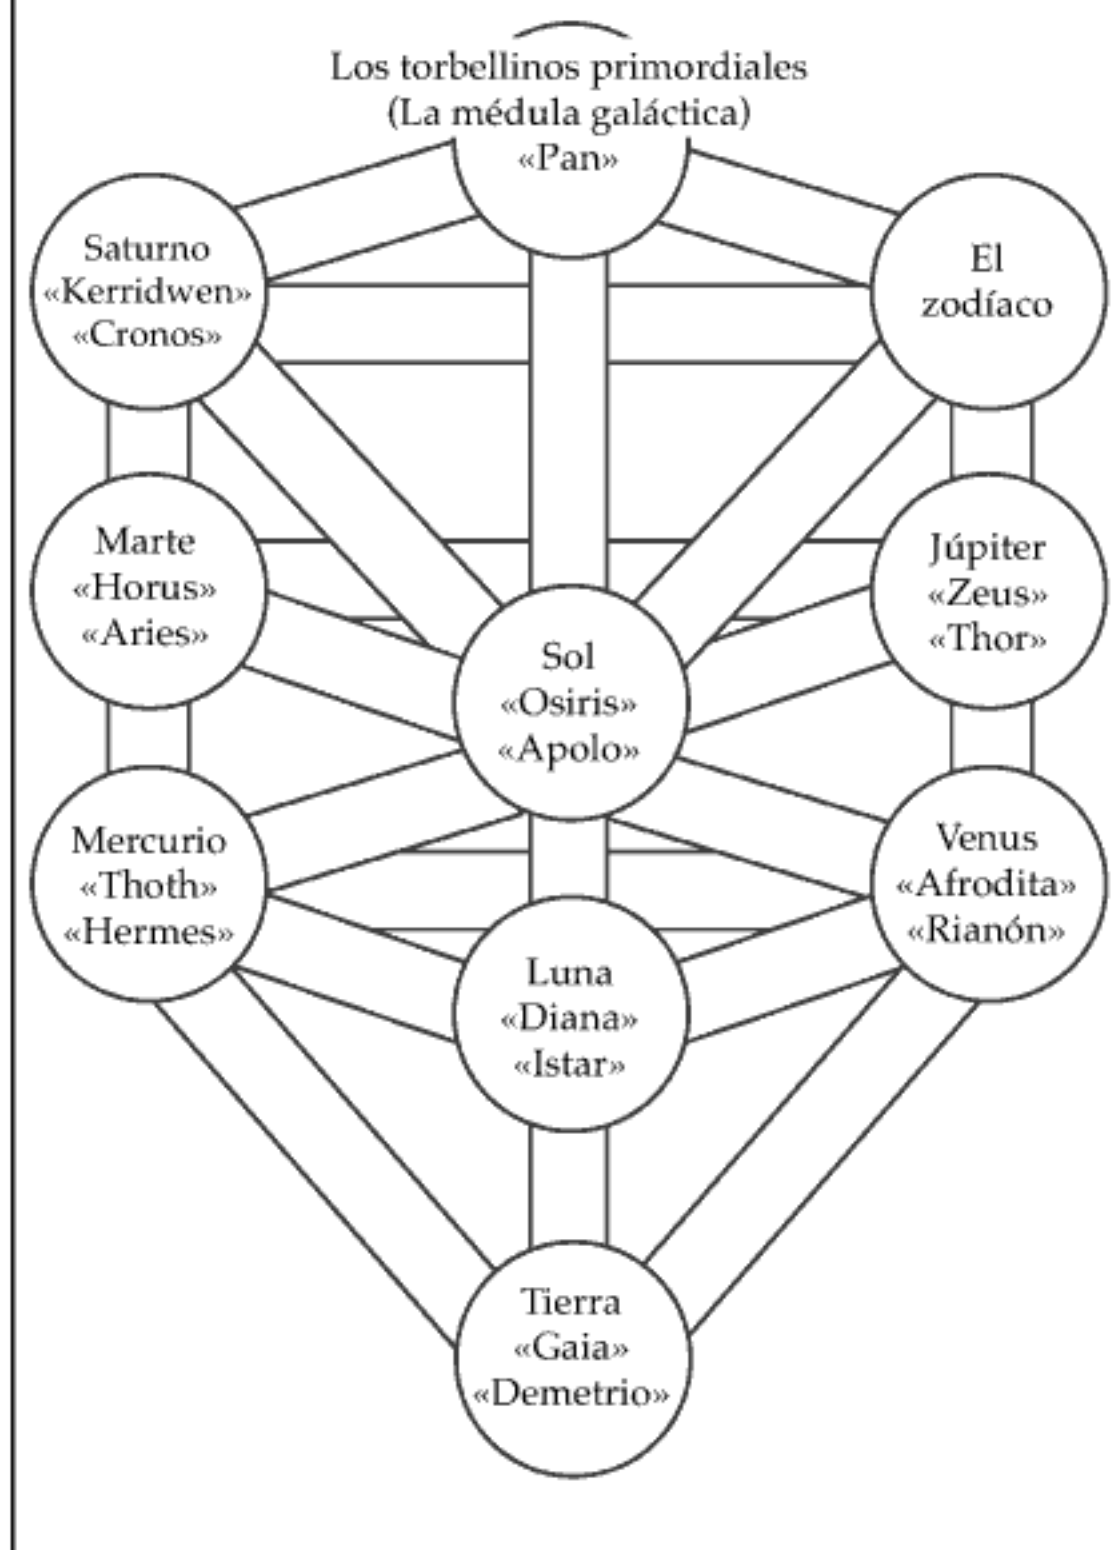 Los torbellinos primordiales
(La médula galáctica)
«Pan»
Saturno
«Kerridwen»
«Cronos»
El
zodíaco
Marte
«Horus»
«Aries»
Júpiter
«Zeus»
«Thor»
Sol
«Osiris»
«Apolo»
Mercurio
«Thoth»
«Hermes»
Venus
«Afrodita»
«Rianón»
Luna
«Diana»
«Istar»
Tierra
«Gaia»
«Demetrio»